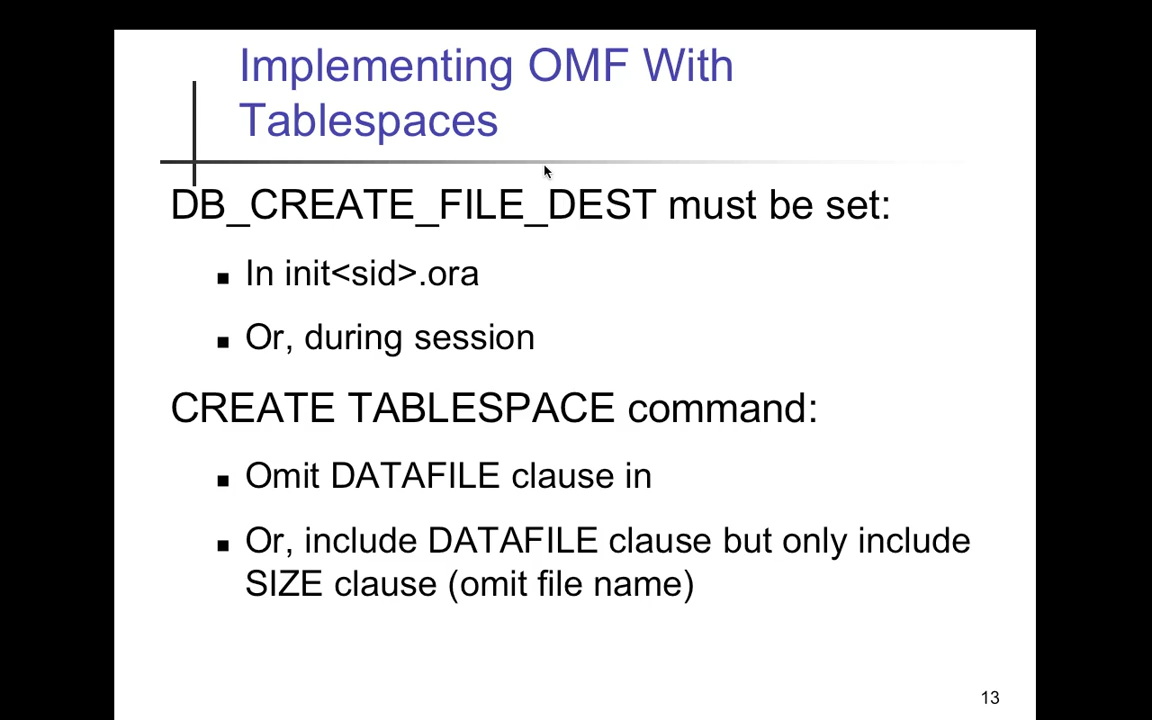 Implementing OMF With
Tablespaces
DB_CREATE_FILE_DEST must be set:
▪ In init<sid>.ora
▪ Or, during session
CREATE TABLESPACE command:
▪ Omit DATAFILE clause in
▪ Or, include DATAFILE clause but only include
SIZE clause (omit file name)
13